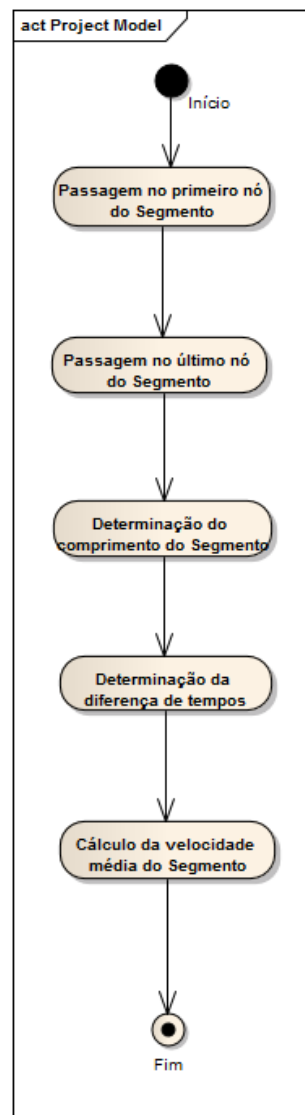 act Project Model
Início
Passagem no primeiro nó
do Segmento
Passagem no último nó
do Segmento
Determinação do
comprimento do Segmento
Determinação da
diferença de tempos
Cálculo da velocidade
média do Segmento
Fim